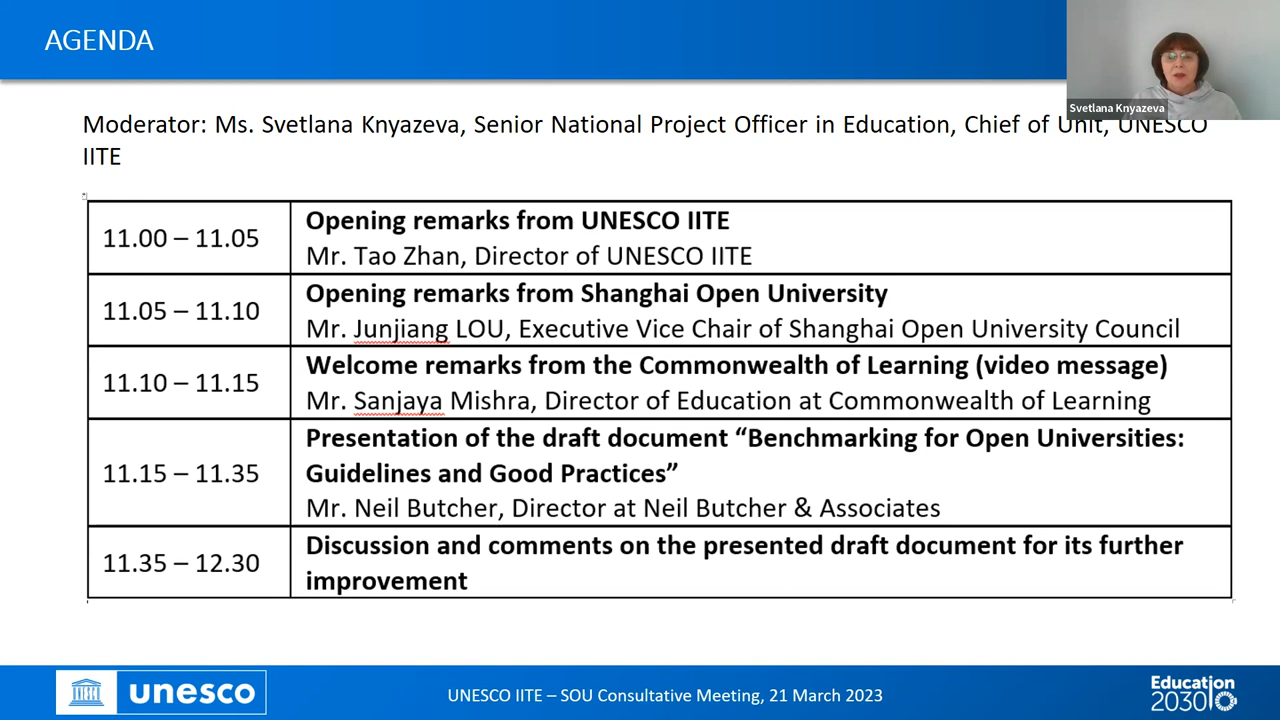 AGENDA
Svetlana Knyazeva
Moderator: Ms. Svetlana Knyazeva, Senior National Project Officer in Education, Chief of Unit, UNESCO
IITE
11.00 – 11.05
Opening remarks from UNESCO IITE
Mr. Tao Zhan, Director of UNESCO IITE
11.05 – 11.10
Opening remarks from Shanghai Open University
Mr. Junjiang LOU, Executive Vice Chair of Shanghai Open University Council
11.10 – 11.15
Welcome remarks from the Commonwealth of Learning (video message)
Mr. Sanjaya Mishra, Director of Education at Commonwealth of Learning
11.15 – 11.35
Presentation of the draft document “Benchmarking for Open Universities:
Guidelines and Good Practices”
Mr. Neil Butcher, Director at Neil Butcher & Associates
11.35 – 12.30
Discussion and comments on the presented draft document for its further
improvement
unesco
UNESCO IITE – SOU Consultative Meeting, 21 March 2023
Education
2030